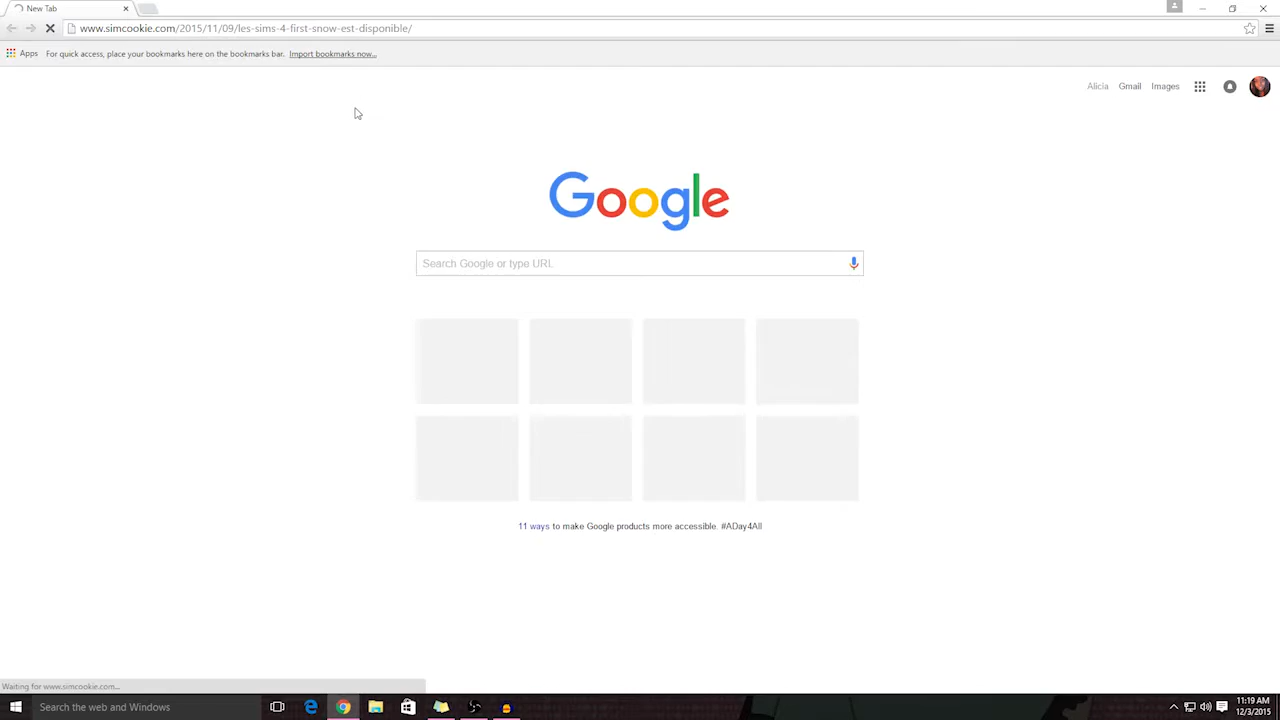 New Tab
www.simcookie.com/2015/11/09/les-sims-4-first-snow-est-disponible/
Apps For quick access, place your bookmarks here on the bookmarks bar. Import bookmarks now...
Alicia Gmail Images
Google
Search Google or type URL
11 ways to make Google products more accessible. #ADay4All
Waiting for www.simcookie.com...
Search the web and Windows
11:19 AM
12/3/2015